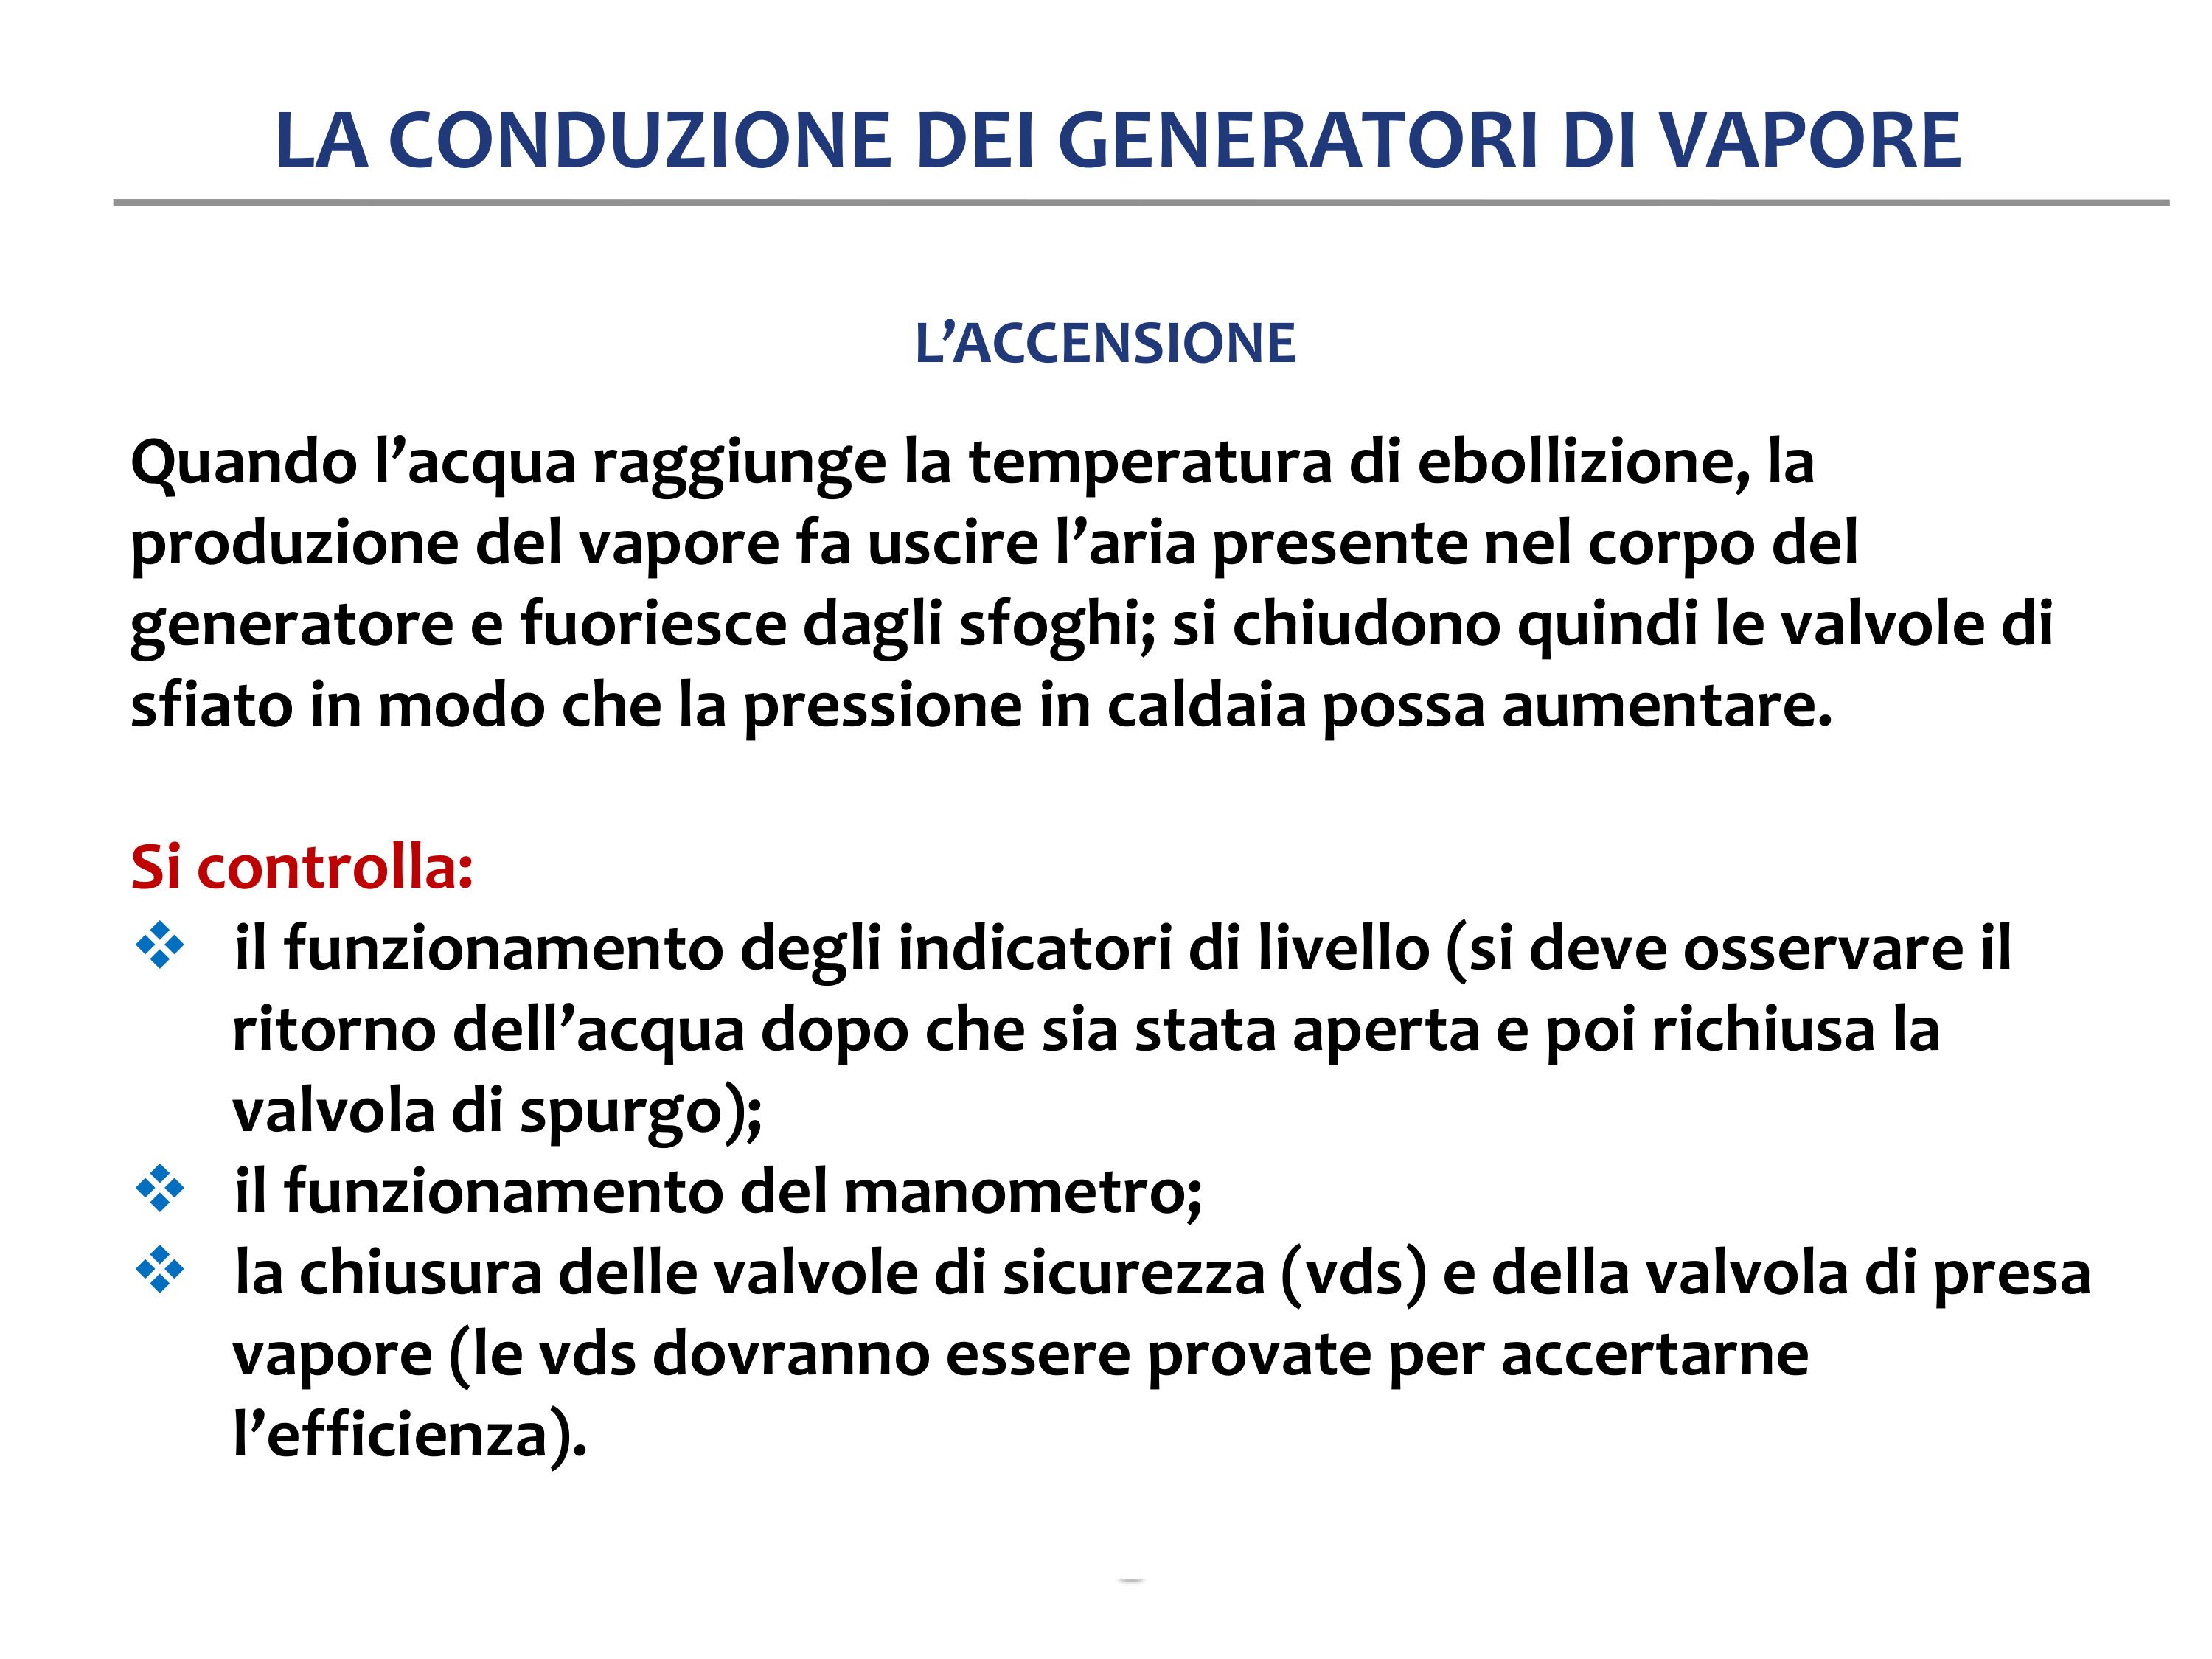 LA CONDUZIONE DEI GENERATORI DI VAPORE
L’ACCENSIONE
Quando l’acqua raggiunge la temperatura di ebollizione, la
produzione del vapore fa uscire l’aria presente nel corpo del
generatore e fuoriesce dagli sfoghi; si chiudono quindi le valvole di
sfiato in modo che la pressione in caldaia possa aumentare.
Si controlla:
❖ il funzionamento degli indicatori di livello (si deve osservare il
ritorno dell’acqua dopo che sia stata aperta e poi richiusa la
valvola di spurgo);
❖ il funzionamento del manometro;
❖ la chiusura delle valvole di sicurezza (vds) e della valvola di presa
vapore (le vds dovranno essere provate per accertarne
l’efficienza).